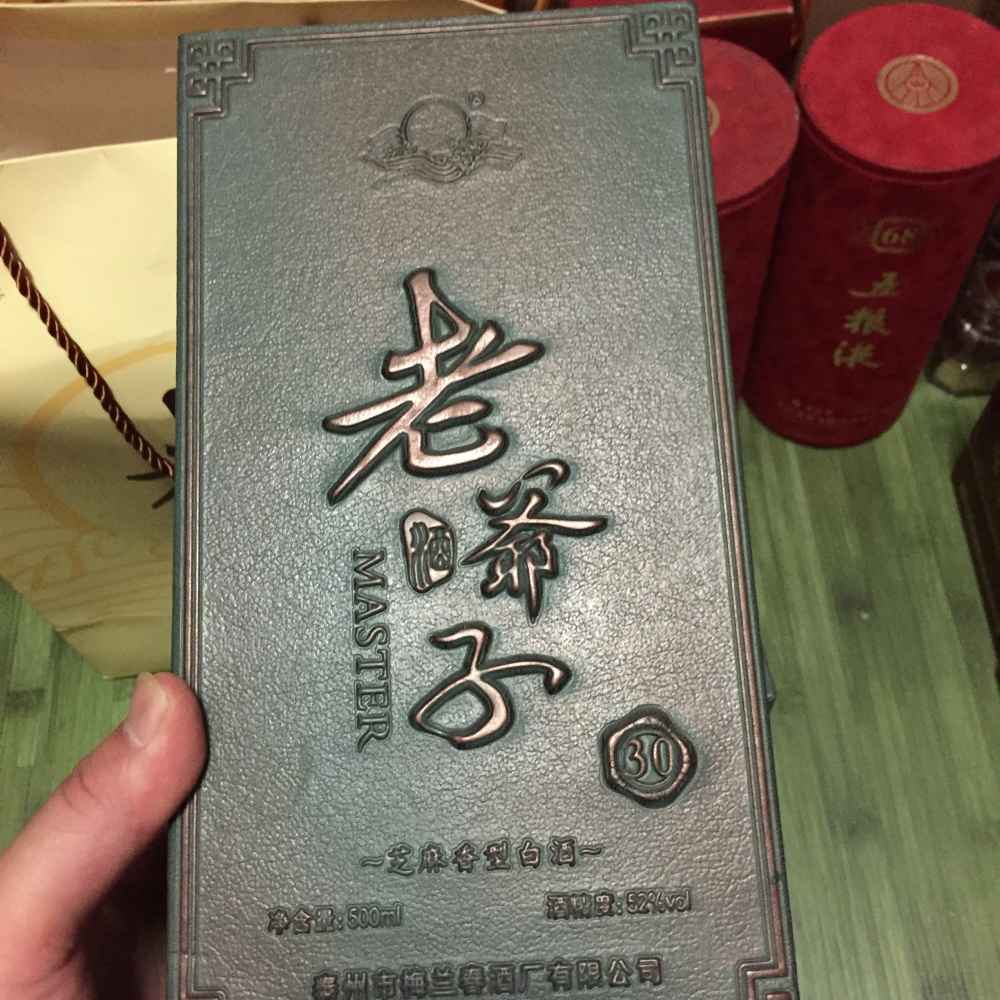 老爷子
酒
MASTER
30
~芝麻香型白酒~
净含量:500ml
酒精度:52%vol
泰州市梅兰春酒厂有限公司
68
五粮液